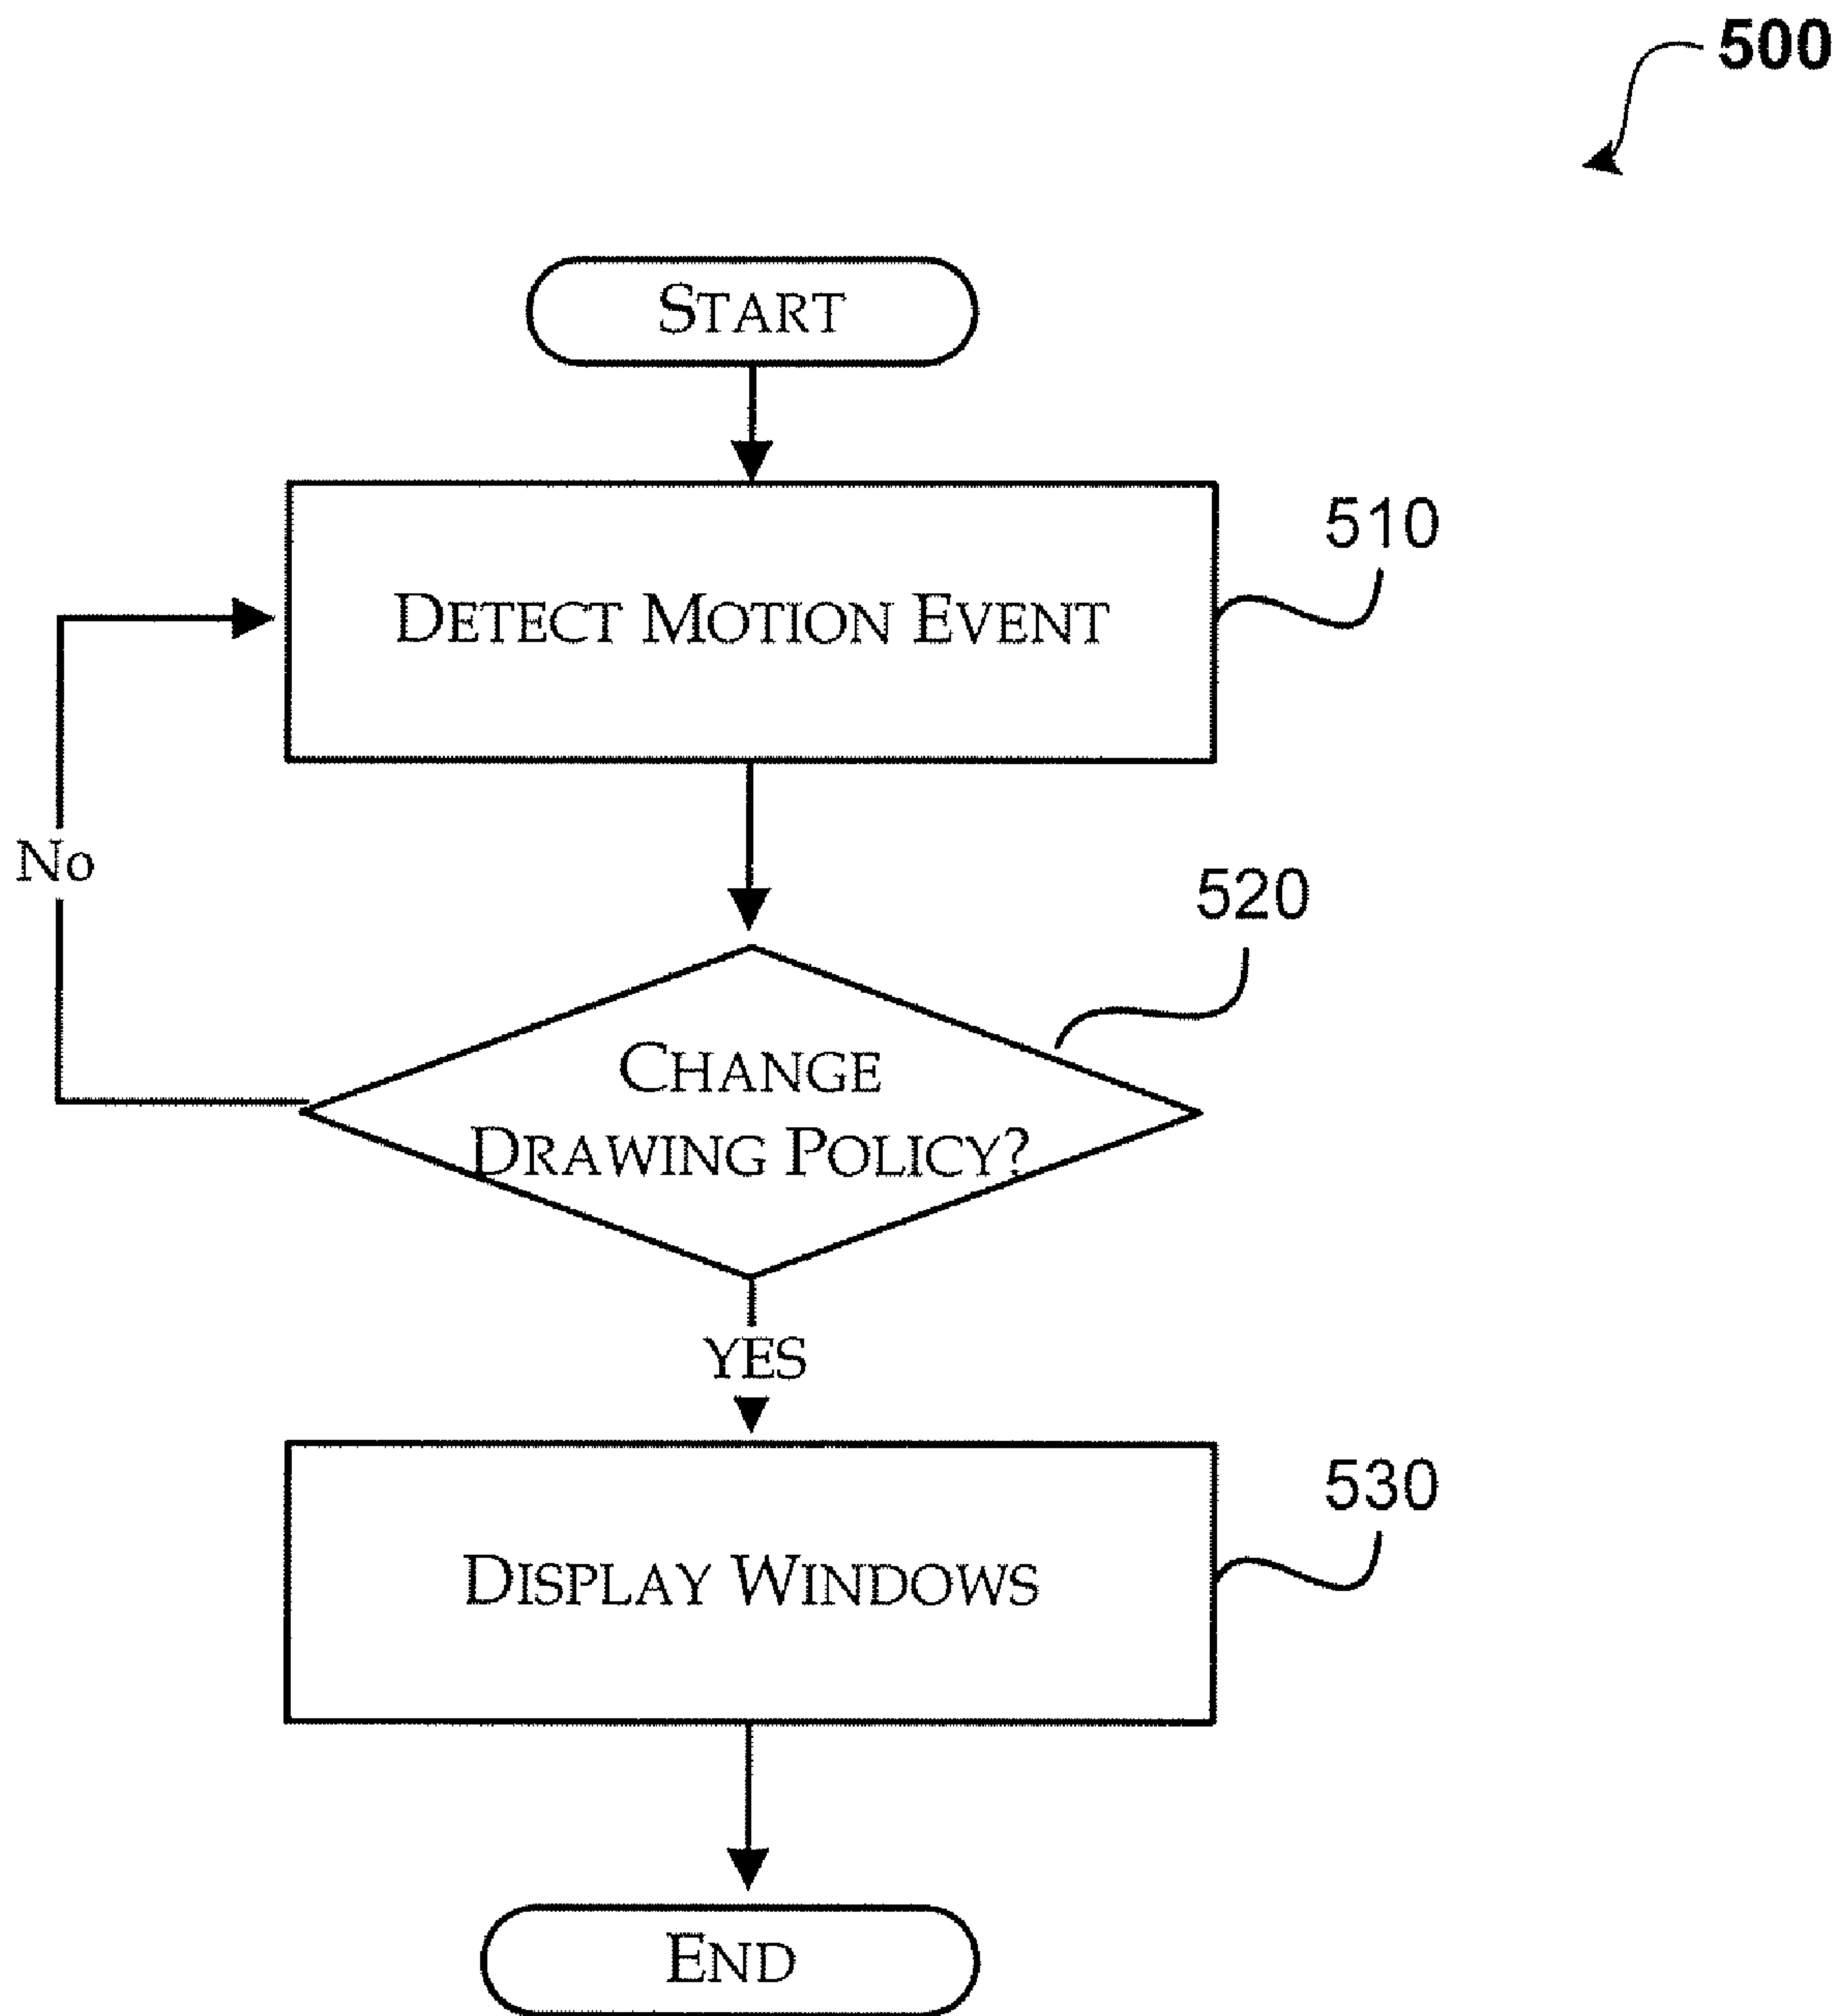 500
START
DETECT MOTION EVENT
510
No
520
CHANGE
DRAWING POLICY?
YES
DISPLAY WINDOWS
530
END